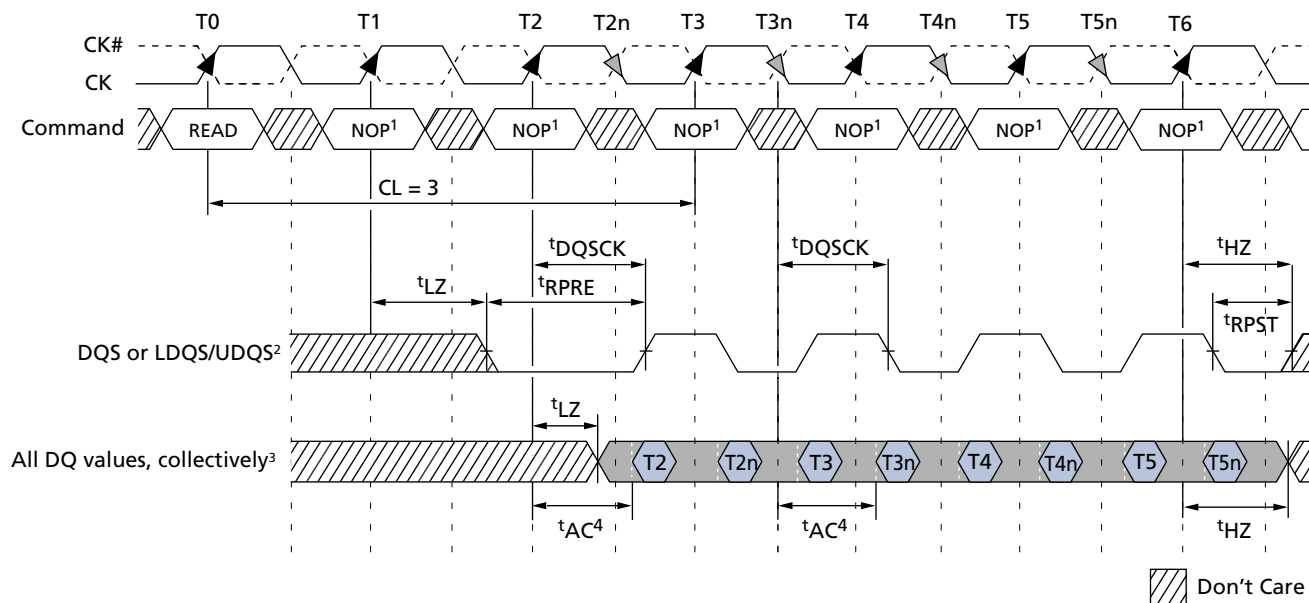 T0 T1 T2 T2n T3 T3n T4 T4n T5 T5n T6
CK#
CK
Command READ NOP¹ NOP¹ NOP¹ NOP¹ NOP¹ NOP¹
CL = 3
ᵗDQSCK ᵗDQSCK ᵗHZ
ᵗLZ ᵗRPRE
ᵗRPST
DQS or LDQS/UDQS²
ᵗLZ
All DQ values, collectively³ T2 T2n T3 T3n T4 T4n T5 T5n
ᵗAC⁴ ᵗAC⁴ ᵗHZ
Don't Care